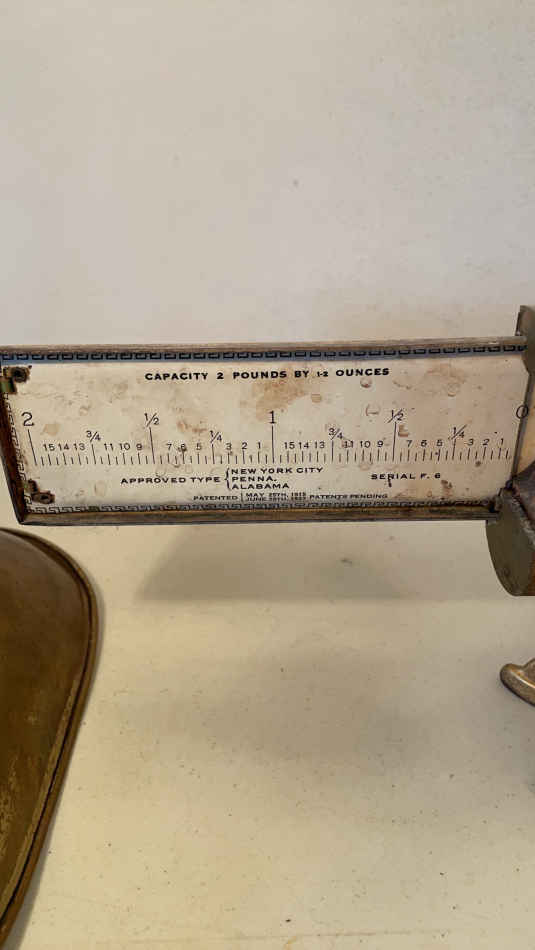 CAPACITY 2 POUNDS BY 1-2 OUNCES
2 ½ 1 ½ 0
¾ ¼ ¾ ¼
15 14 13 11 10 9 7 6 5 3 2 1 15 14 13 11 10 9 7 6 5 3 2 1
NEW YORK CITY
APPROVED TYPE { PENNA. SERIAL F. 6
ALABAMA
PATENTED MAY 25TH, 1915 PATENTS PENDING